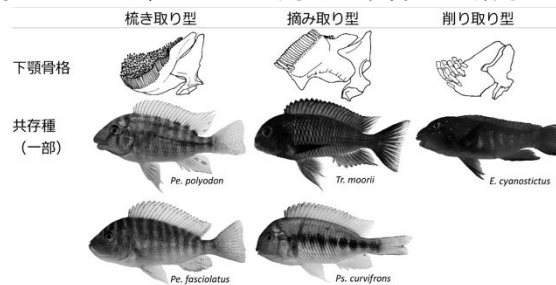 梳き取り型 摘み取り型 削り取り型
下顎骨格
共存種
（一部）
Pe. polyodon Tr. moorii E. cyanostictus
Pe. fasciolatus Ps. curvifrons